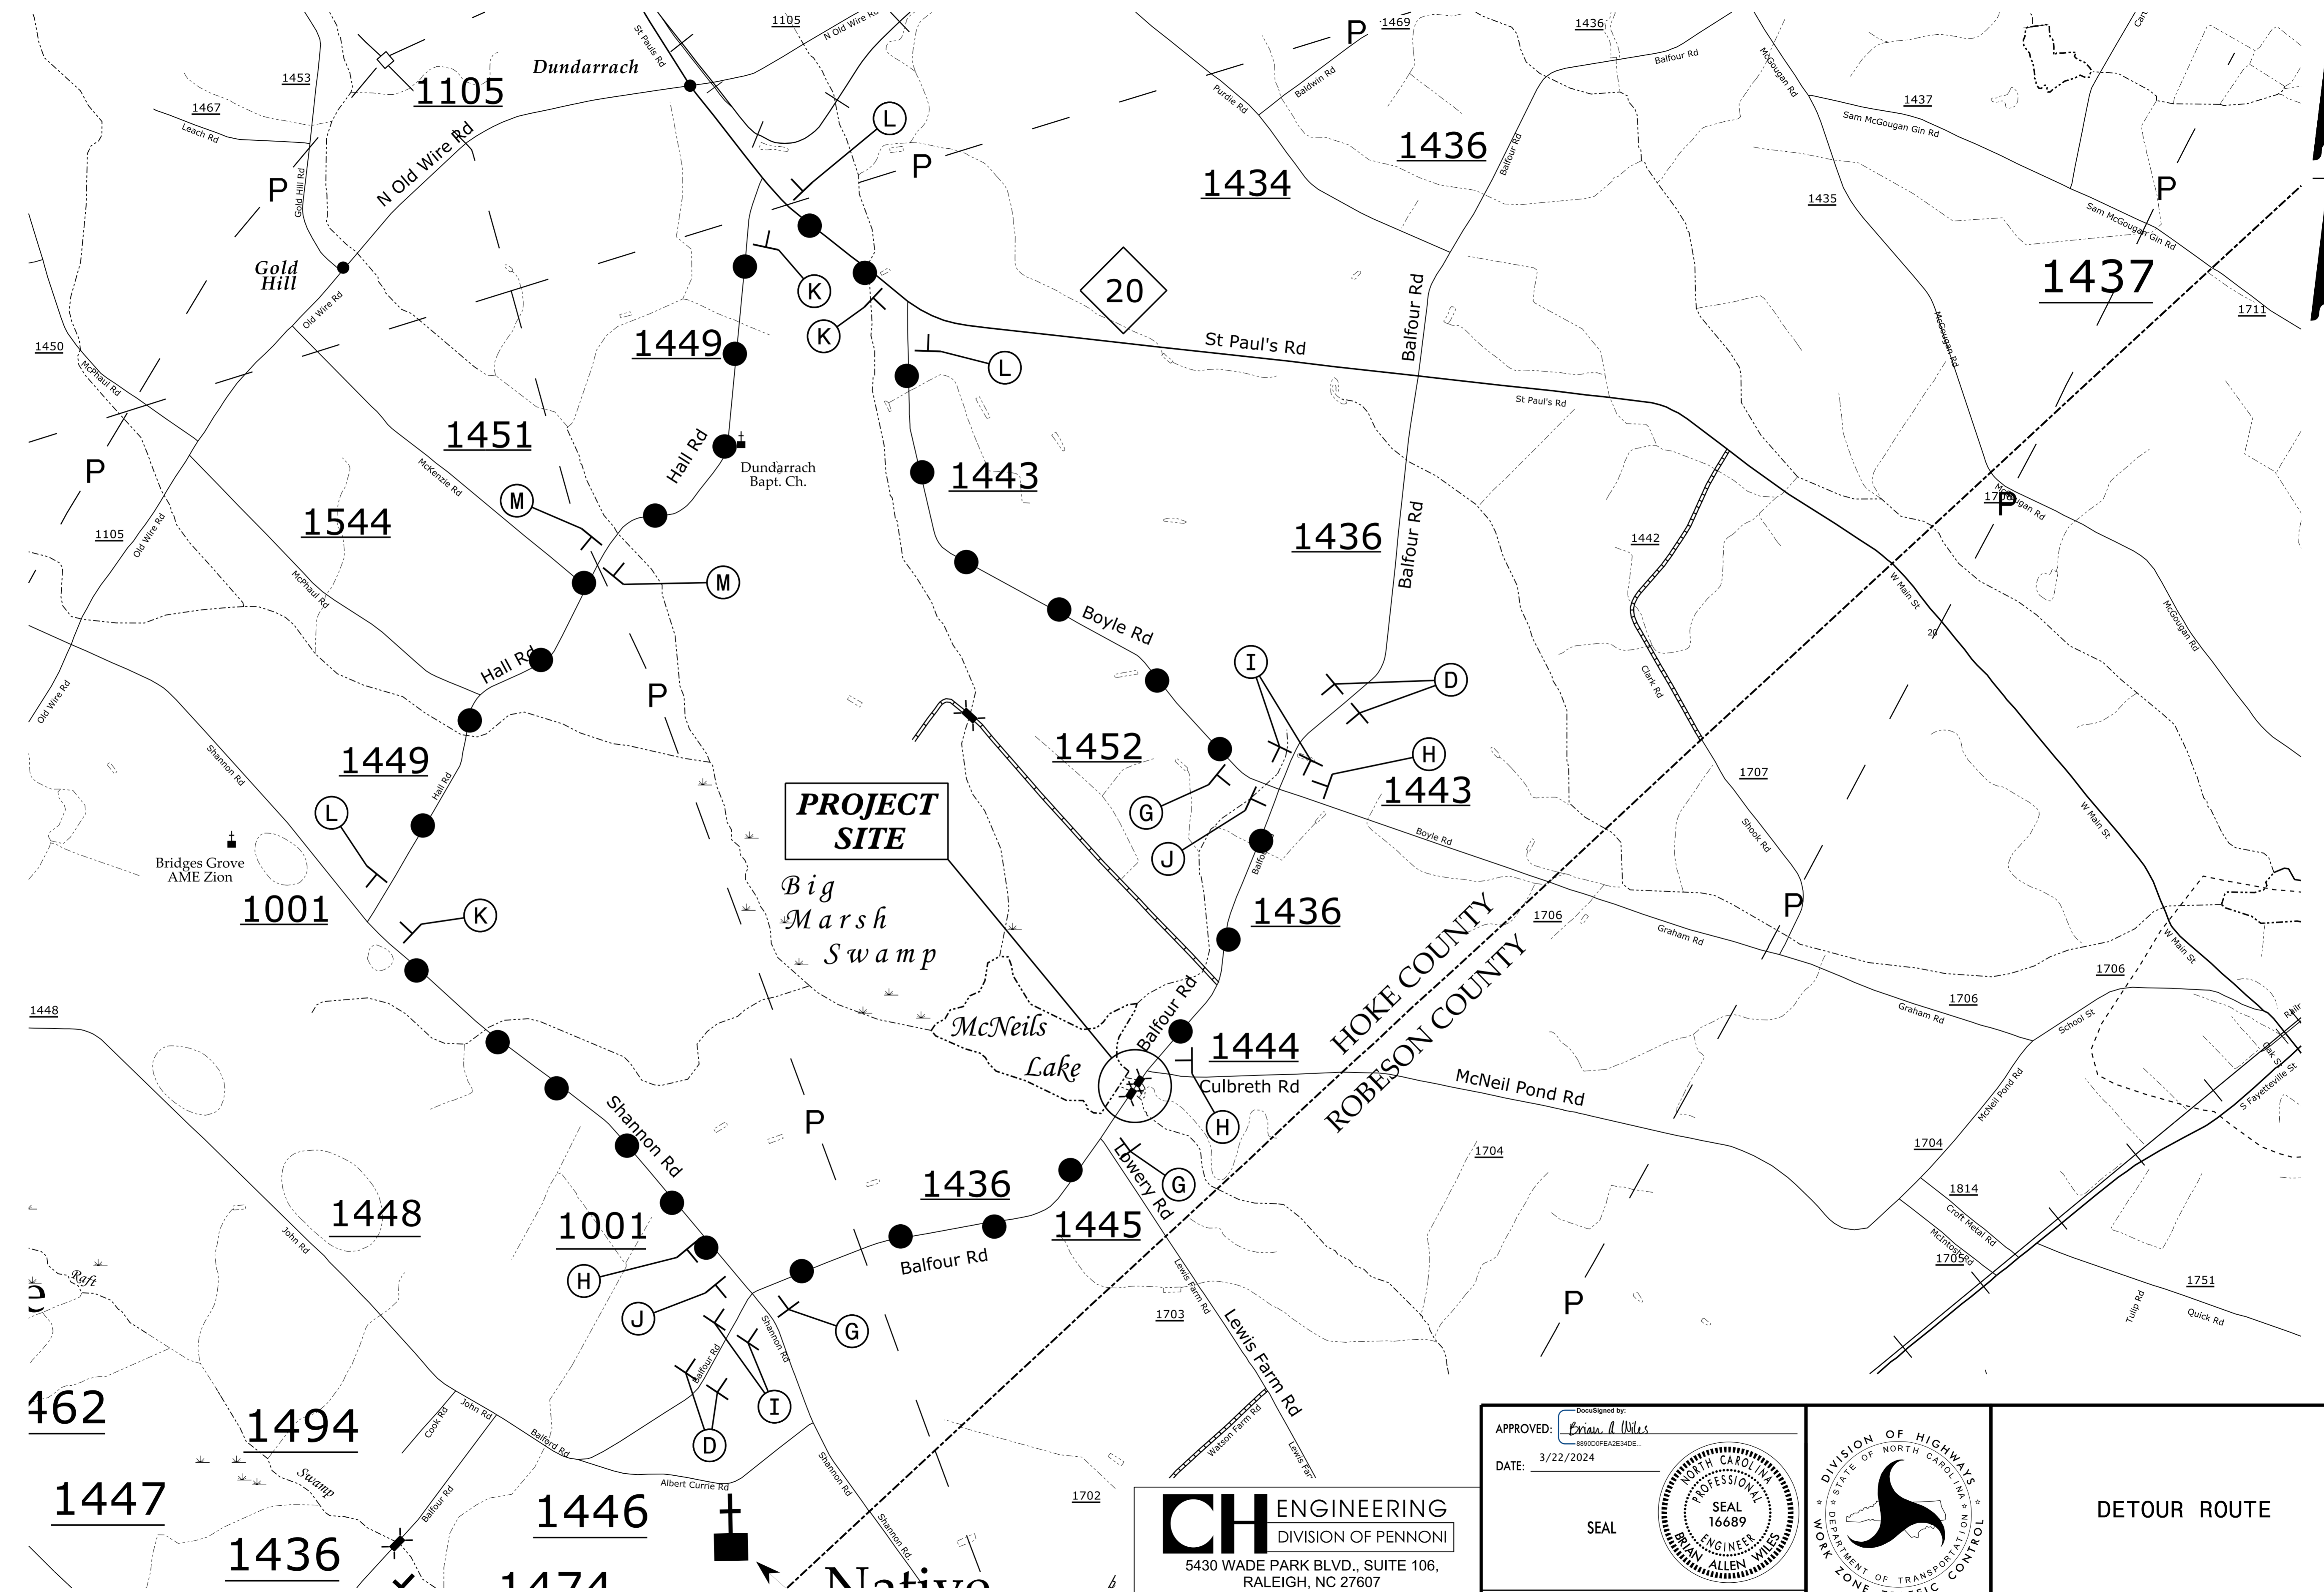 1105
1469
1436
St Pauls Rd
N Old Wire Rd
Dundarrach
P
Balfour Rd
McGougan Rd
1453
1105
Purdie Rd
Baldwin Rd
1467
Leach Rd
1437
Sam McGougan Gin Rd
L
N Old Wire Rd
P
1436
Balfour Rd
1434
P
Gold Hill Rd
1435
P
Sam McGougan Gin Rd
Gold
Hill
K
20
1437
Old Wire Rd
K
1449
Balfour Rd
St Paul's Rd
McGougan Rd
1711
1450
L
McPhaul Rd
St Paul's Rd
1451
Hall Rd
McKenzie Rd
P
Dundarrach
Bapt. Ch.
1443
M
P
McGougan Rd
1544
1105
Old Wire Rd
1436
Balfour Rd
1442
M
McPhaul Rd
W Main St
Boyle Rd
20
McGougan Rd
Hall Rd
I
D
Clark Rd
P
Old Wire Rd
Shannon Rd
1449
Hall Rd
1452
H
1443
1707
L
G
PROJECT
SITE
J
Boyle Rd
Shook Rd
W Main St
Bridges Grove
AME Zion
Big
Marsh
Swamp
1001
K
1436
P
1706
Graham Rd
HOKE COUNTY
ROBESON COUNTY
W Main St
1706
1448
McNeils
Lake
Balfour Rd
1444
1706
Graham Rd
School St
Culbreth Rd
McNeil Pond Rd
Oak St
Shannon Rd
P
H
McNeil Pond Rd
S Fayetteville St
1704
1704
1436
Lowery Rd
G
1814
1448
1001
1445
Croft Metal Rd
John Rd
Balfour Rd
McIntosh Rd
1705
Raft
H
Lewis Farm Rd
1751
Quick Rd
Tulip Rd
J
G
1703
P
Shannon Rd
Lewis Farm Rd
Balfour Rd
462
1494
Cook Rd
John Rd
I
D
Balferd Rd
Watson Farm Rd
Swamp
1447
Balfour Rd
Albert Currie Rd
Shannon Rd
1446
1702
1436
Shannon Rd
1474
Native
CH ENGINEERING
DIVISION OF PENNONI
5430 WADE PARK BLVD., SUITE 106,
RALEIGH, NC 27607
DocuSigned by:
APPROVED: Brian A Wiles
8890D0FEA2E34DE...
DATE: 3/22/2024
SEAL
NORTH CAROLINA
PROFESSIONAL
SEAL
16689
ENGINEER
BRIAN ALLEN WILES
DIVISION OF HIGHWAYS
STATE OF NORTH CAROLINA
DEPARTMENT OF TRANSPORTATION
WORK ZONE TRAFFIC CONTROL
DETOUR ROUTE